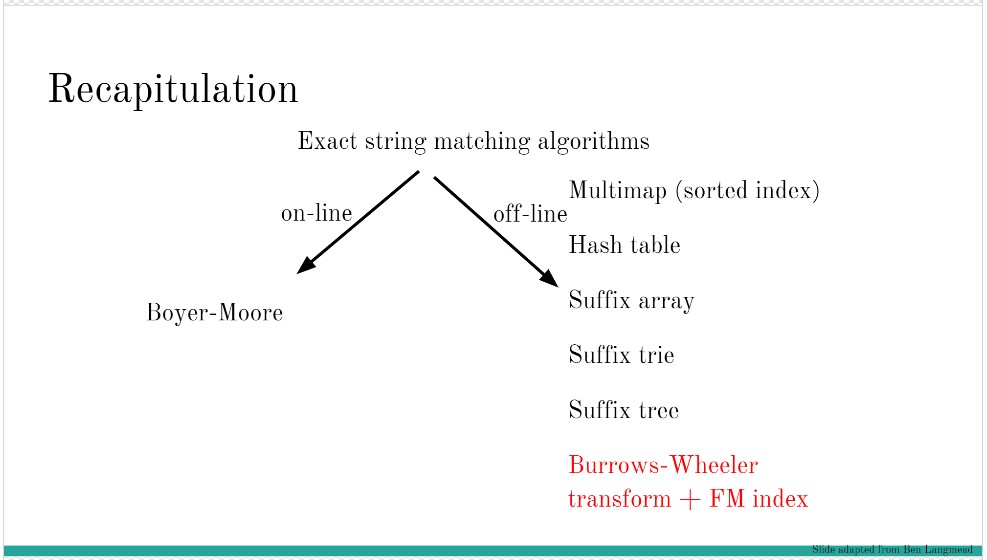 Recapitulation
Exact string matching algorithms
on-line
off-line
Boyer-Moore
Multimap (sorted index)
Hash table
Suffix array
Suffix trie
Suffix tree
Burrows-Wheeler
transform + FM index
Slide adapted from Ben Langmead